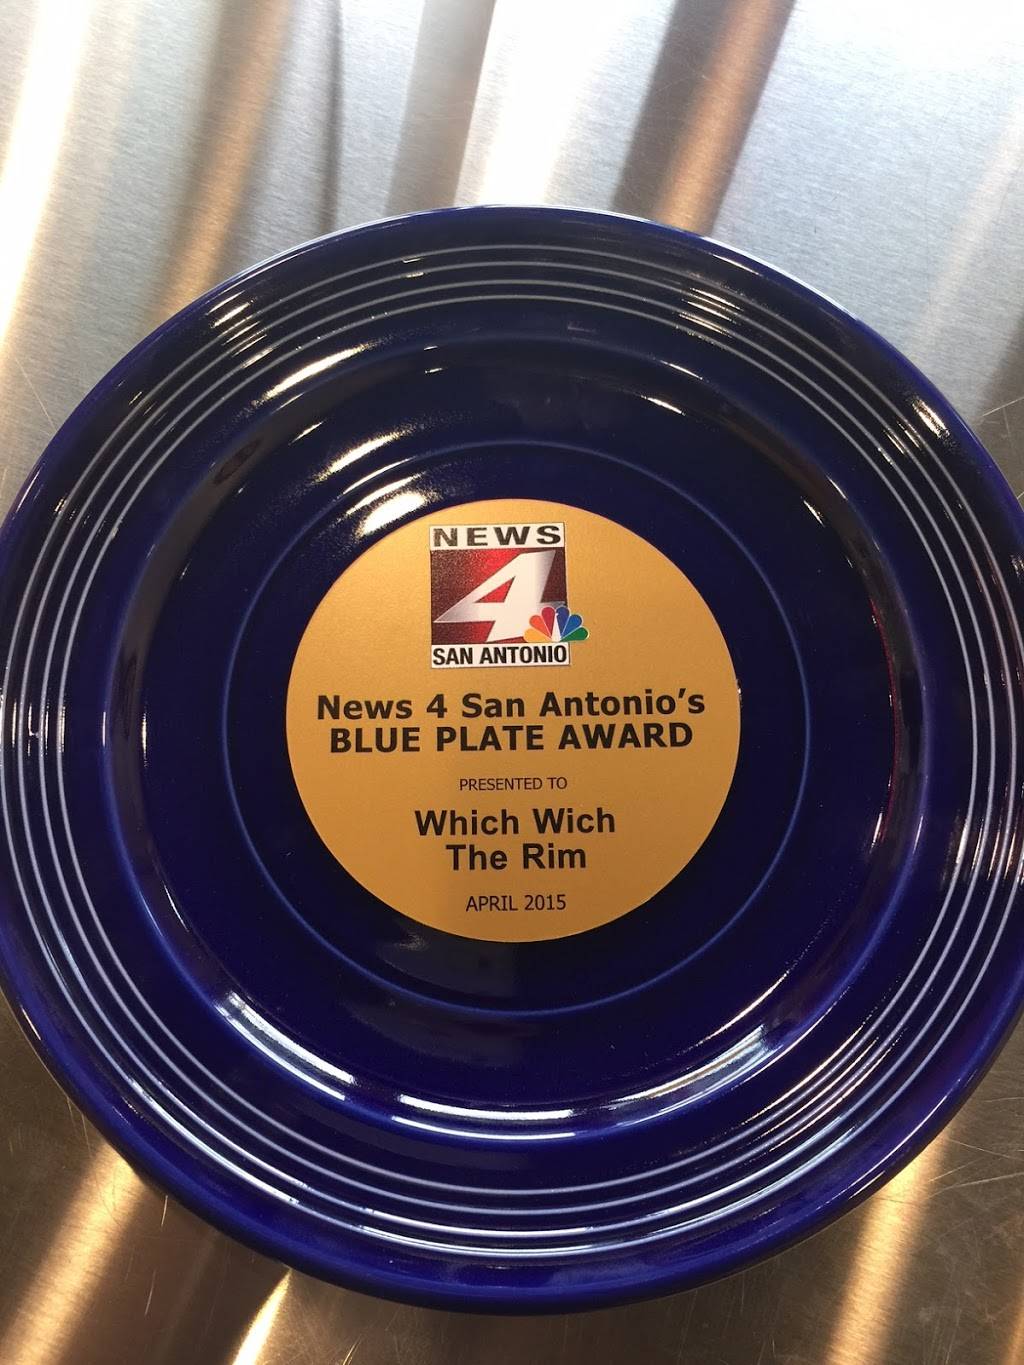 NEWS
4
SAN ANTONIO
News 4 San Antonio's
BLUE PLATE AWARD
PRESENTED TO
Which Wich
The Rim
APRIL 2015